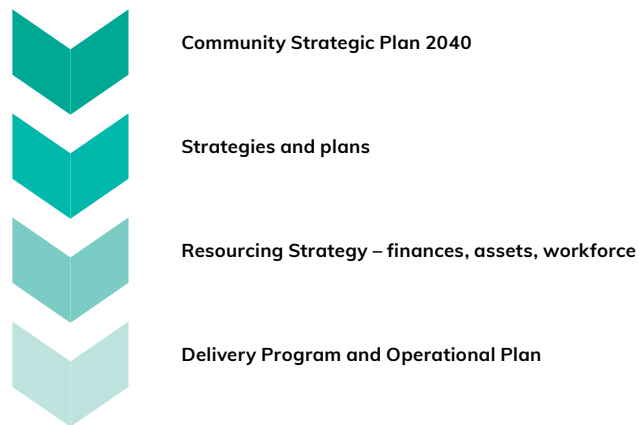 Community Strategic Plan 2040
Strategies and plans
Resourcing Strategy – finances, assets, workforce
Delivery Program and Operational Plan